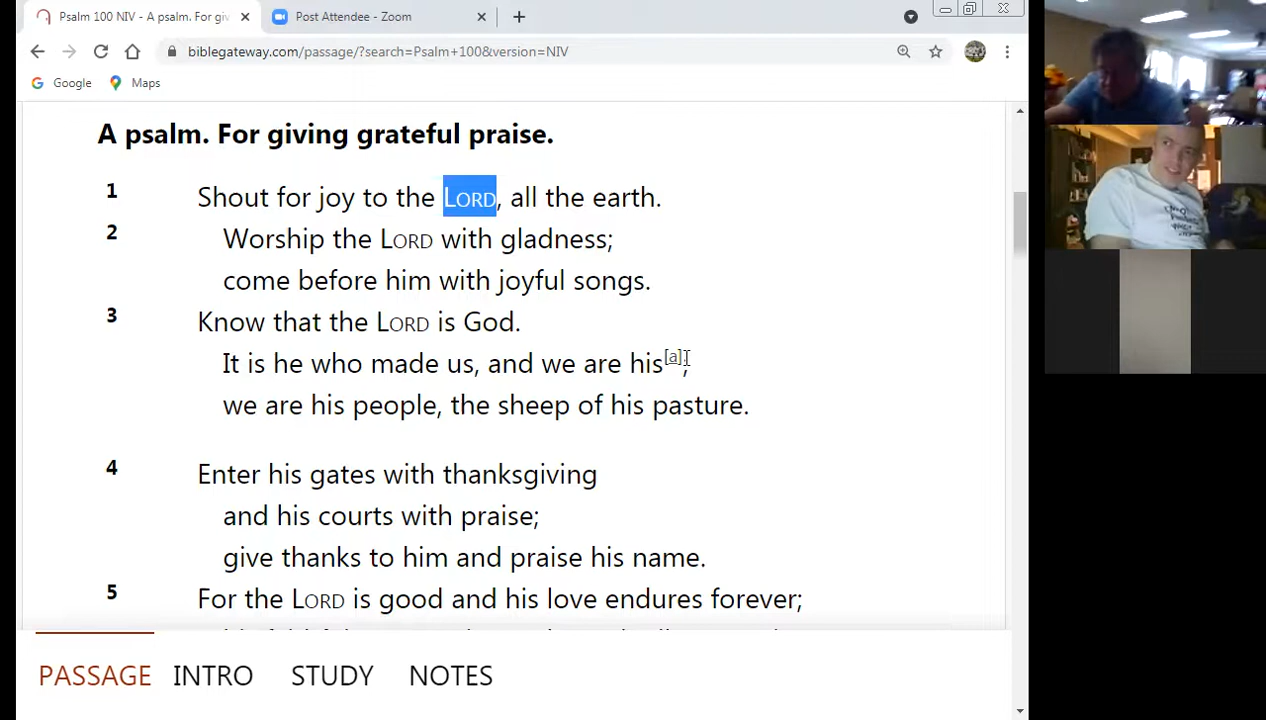 Psalm 100 NIV - A psalm. For giv
Post Attendee - Zoom
biblegateway.com/passage/?search=Psalm+100&version=NIV
Google
Maps
A psalm. For giving grateful praise.
1 Shout for joy to the LORD, all the earth.
2 Worship the LORD with gladness;
come before him with joyful songs.
3 Know that the LORD is God.
It is he who made us, and we are his[a];
we are his people, the sheep of his pasture.
4 Enter his gates with thanksgiving
and his courts with praise;
give thanks to him and praise his name.
5 For the LORD is good and his love endures forever;
PASSAGE INTRO STUDY NOTES